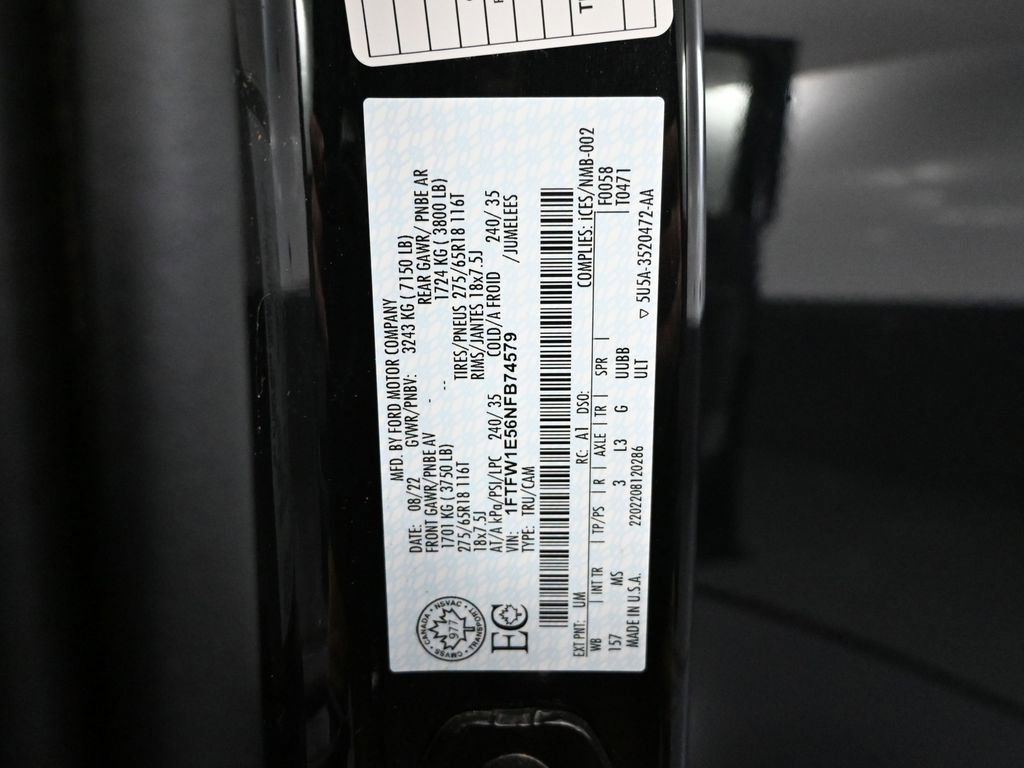 MFD. BY FORD MOTOR COMPANY
DATE: 08/22 GVWR/PNBV: 3243 KG ( 7150 LB)
FRONT GAWR/PNBE AV REAR GAWR/ PNBE AR
1701 KG ( 3750 LB) -- 1724 KG ( 3800 LB)
275/65R18 116T TIRES/PNEUS 275/65R18 116T
18x7.5J RIMS/JANTES 18x7.5J
AT/A kPa/PSI/LPC 240/ 35 COLD/A FROID 240/ 35
VIN: 1FTFW1E56NFB74579 /JUMELEES
TYPE: TRU/CAM
CANADA NSVAC TRANSPORT CMVSS
977
EC
EXT PNT: UM RC: A1 DSO: COMPLIES: iCES/NMB-002
WB INT TR TP/PS R AXLE TR SPR F0058
157 MS 3 L3 G UUBB T0471
ULT
MADE IN U.S.A. 2202208120286 ▽ 5U5A-3520472-AA